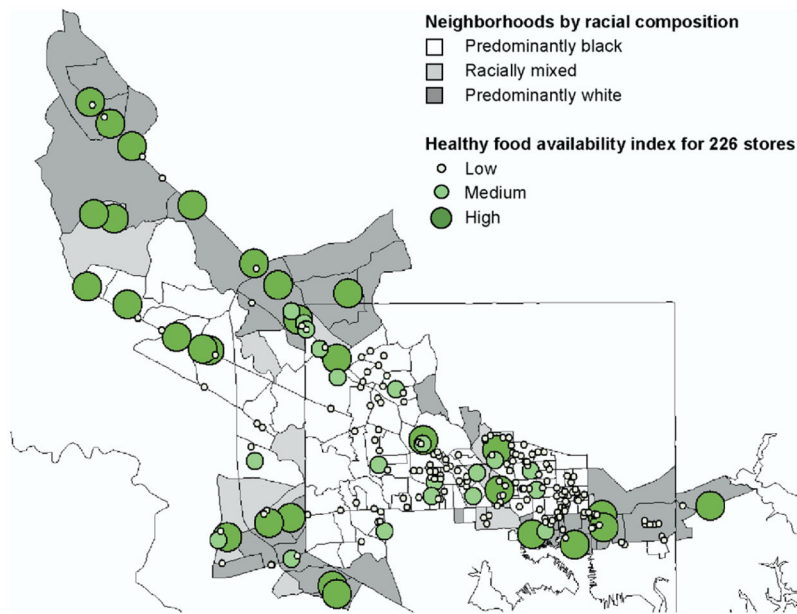 Neighborhoods by racial composition
Predominantly black
Racially mixed
Predominantly white
Healthy food availability index for 226 stores
Low
Medium
High